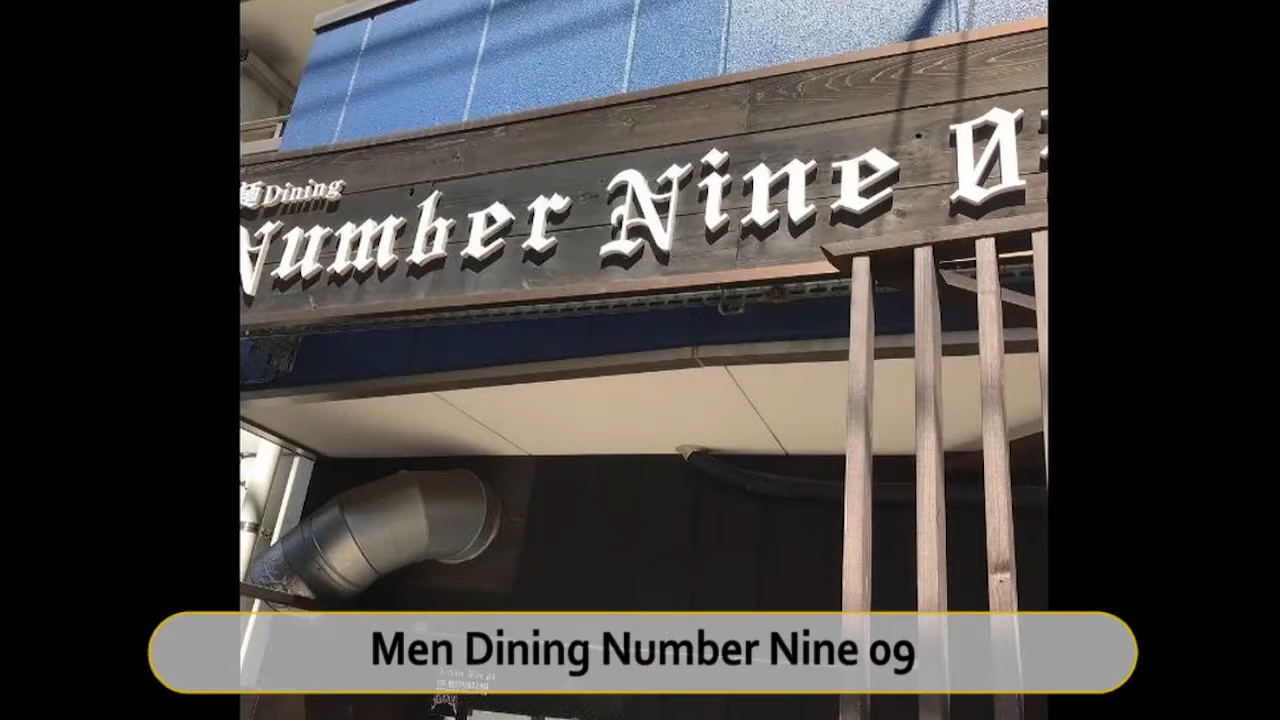 麺Dining
Number Nine 0
Men Dining Number Nine 09